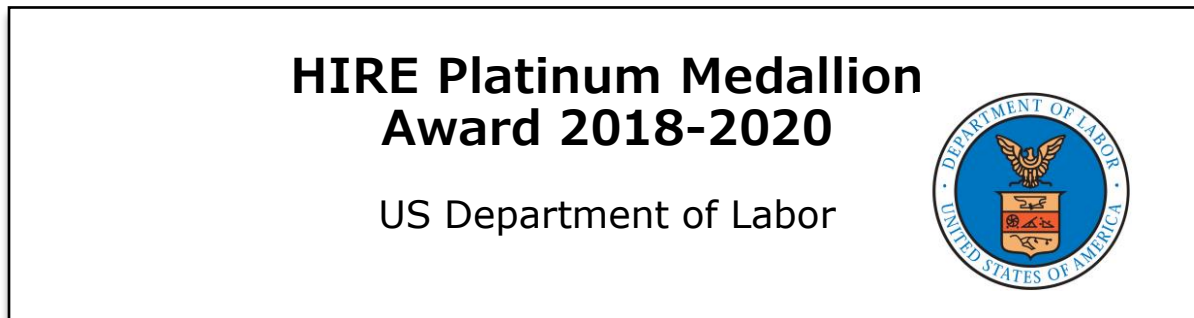 HIRE Platinum Medallion
Award 2018-2020
US Department of Labor
DEPARTMENT OF LABOR
UNITED STATES OF AMERICA